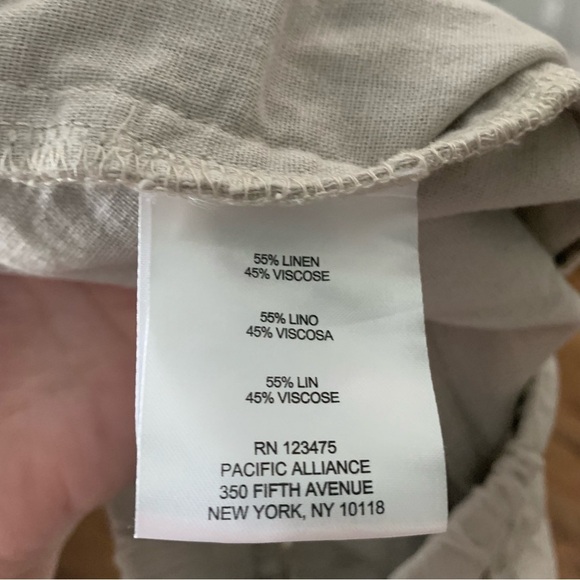 55% LINEN
45% VISCOSE
55% LINO
45% VISCOSA
55% LIN
45% VISCOSE
RN 123475
PACIFIC ALLIANCE
350 FIFTH AVENUE
NEW YORK, NY 10118